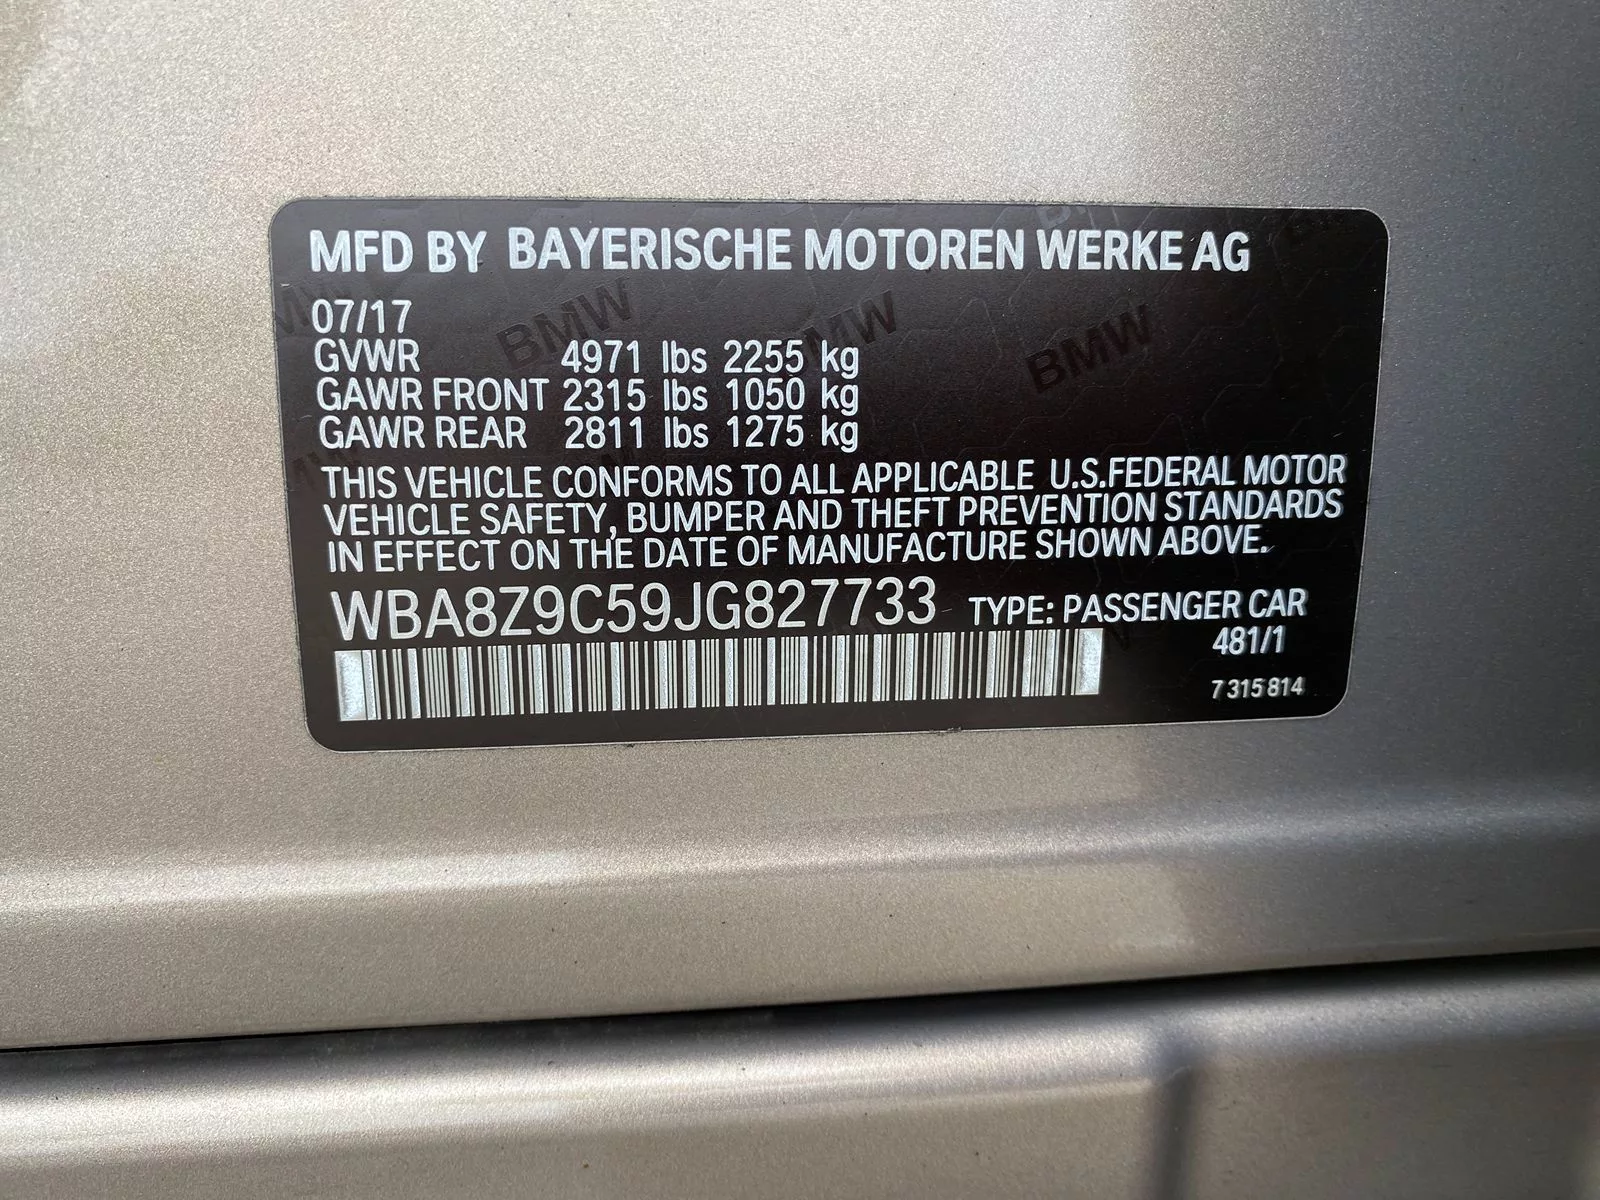 MFD BY BAYERISCHE MOTOREN WERKE AG
07/17
GVWR 4971 lbs 2255 kg
GAWR FRONT 2315 lbs 1050 kg
GAWR REAR 2811 lbs 1275 kg
THIS VEHICLE CONFORMS TO ALL APPLICABLE U.S.FEDERAL MOTOR
VEHICLE SAFETY, BUMPER AND THEFT PREVENTION STANDARDS
IN EFFECT ON THE DATE OF MANUFACTURE SHOWN ABOVE.
WBA8Z9C59JG827733 TYPE: PASSENGER CAR
481/1
7 315 814
BMW
BMW
BMW